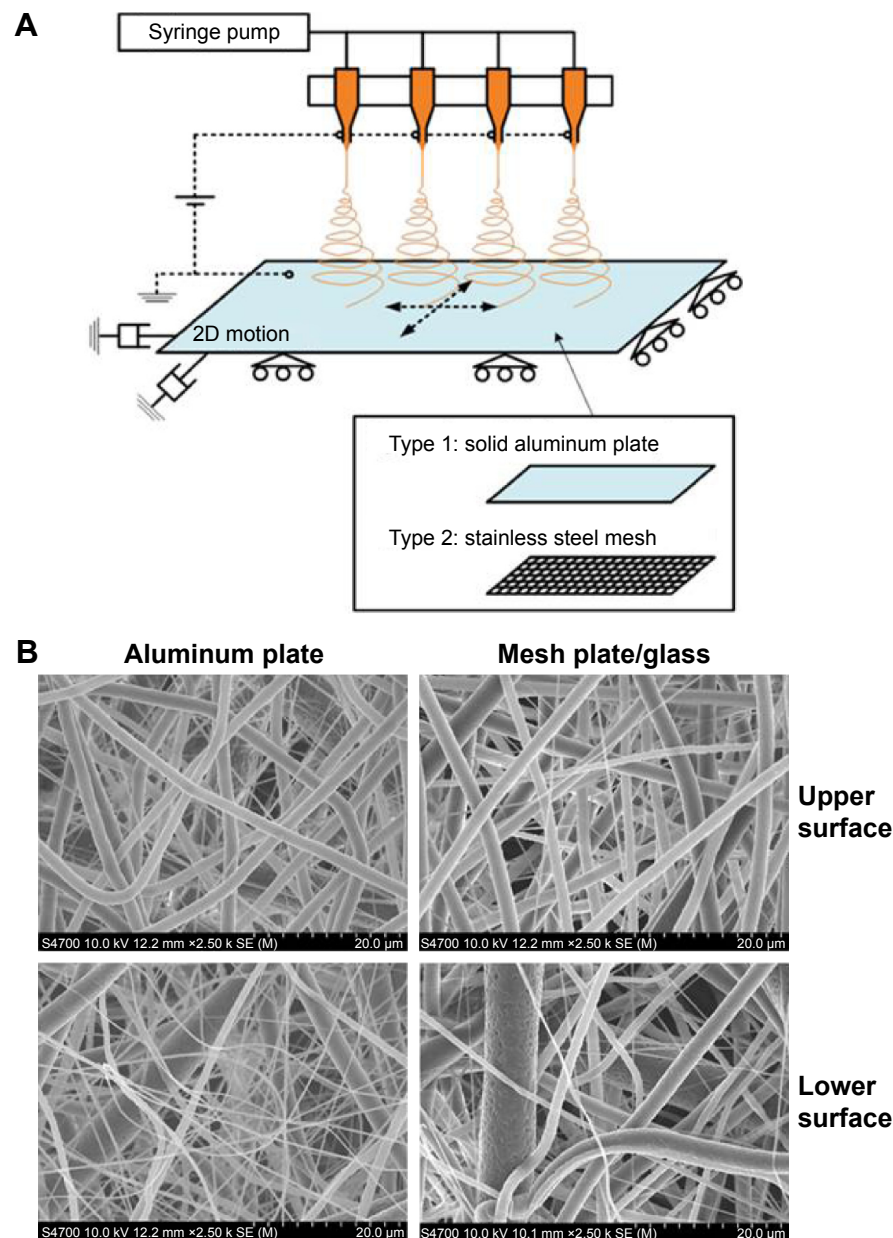 A
Syringe pump
2D motion
Type 1: solid aluminum plate
Type 2: stainless steel mesh
B
Aluminum plate
Mesh plate/glass
S4700 10.0 kV 12.2 mm ×2.50 k SE (M) 20.0 µm
S4700 10.0 kV 12.2 mm ×2.50 k SE (M) 20.0 µm
Upper
surface
S4700 10.0 kV 12.2 mm ×2.50 k SE (M) 20.0 µm
S4700 10.0 kV 10.1 mm ×2.50 k SE (M) 20.0 µm
Lower
surface